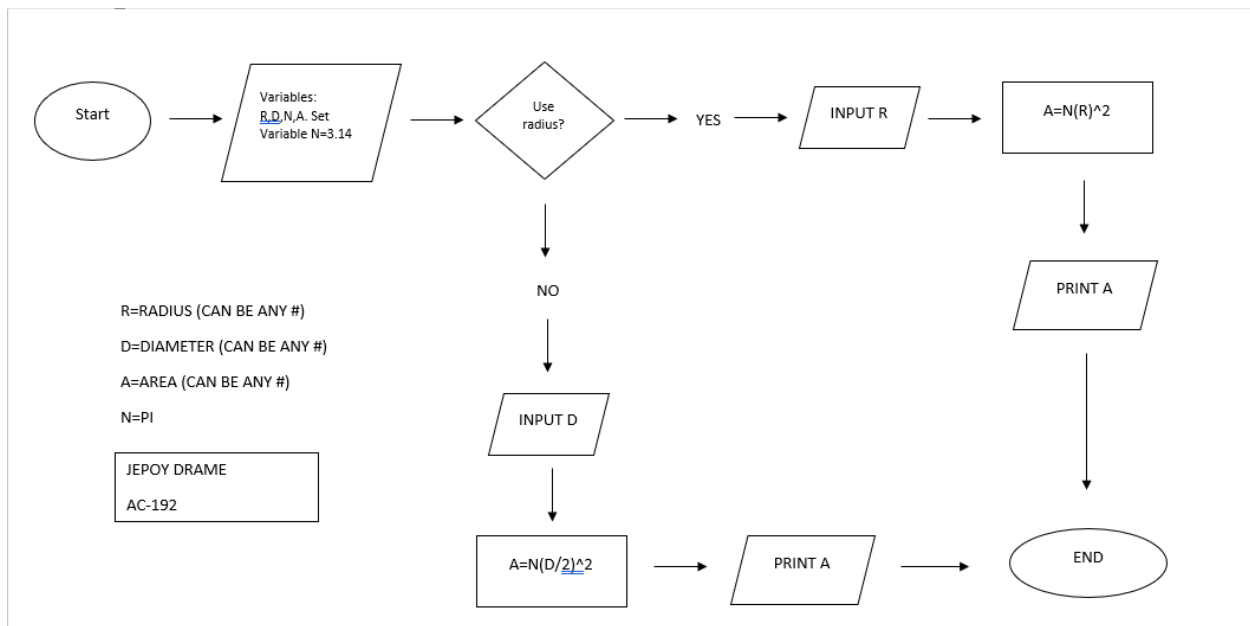 Start
Variables:
R,D,N,A. Set
Variable N=3.14
Use
radius?
YES
INPUT R
A=N(R)^2
PRINT A
NO
INPUT D
A=N(D/2)^2
PRINT A
END
R=RADIUS (CAN BE ANY #)
D=DIAMETER (CAN BE ANY #)
A=AREA (CAN BE ANY #)
N=PI
JEPOY DRAME
AC-192